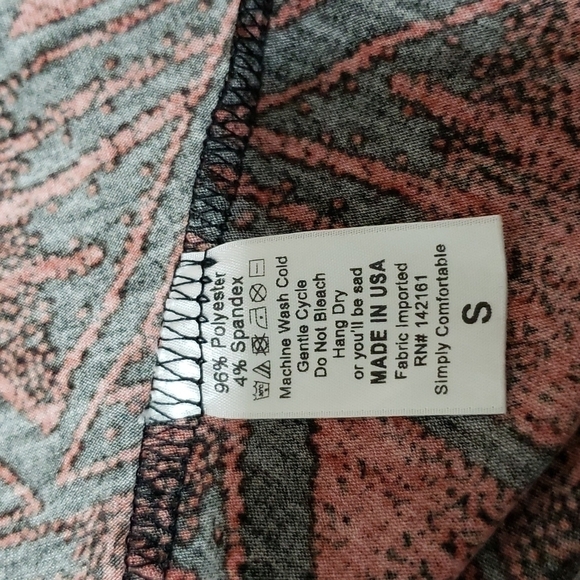 96% Polyester
4% Spandex
Machine Wash Cold
Gentle Cycle
Do Not Bleach
Hang Dry
or you'll be sad
MADE IN USA
Fabric Imported
RN# 142161
Simply Comfortable
S